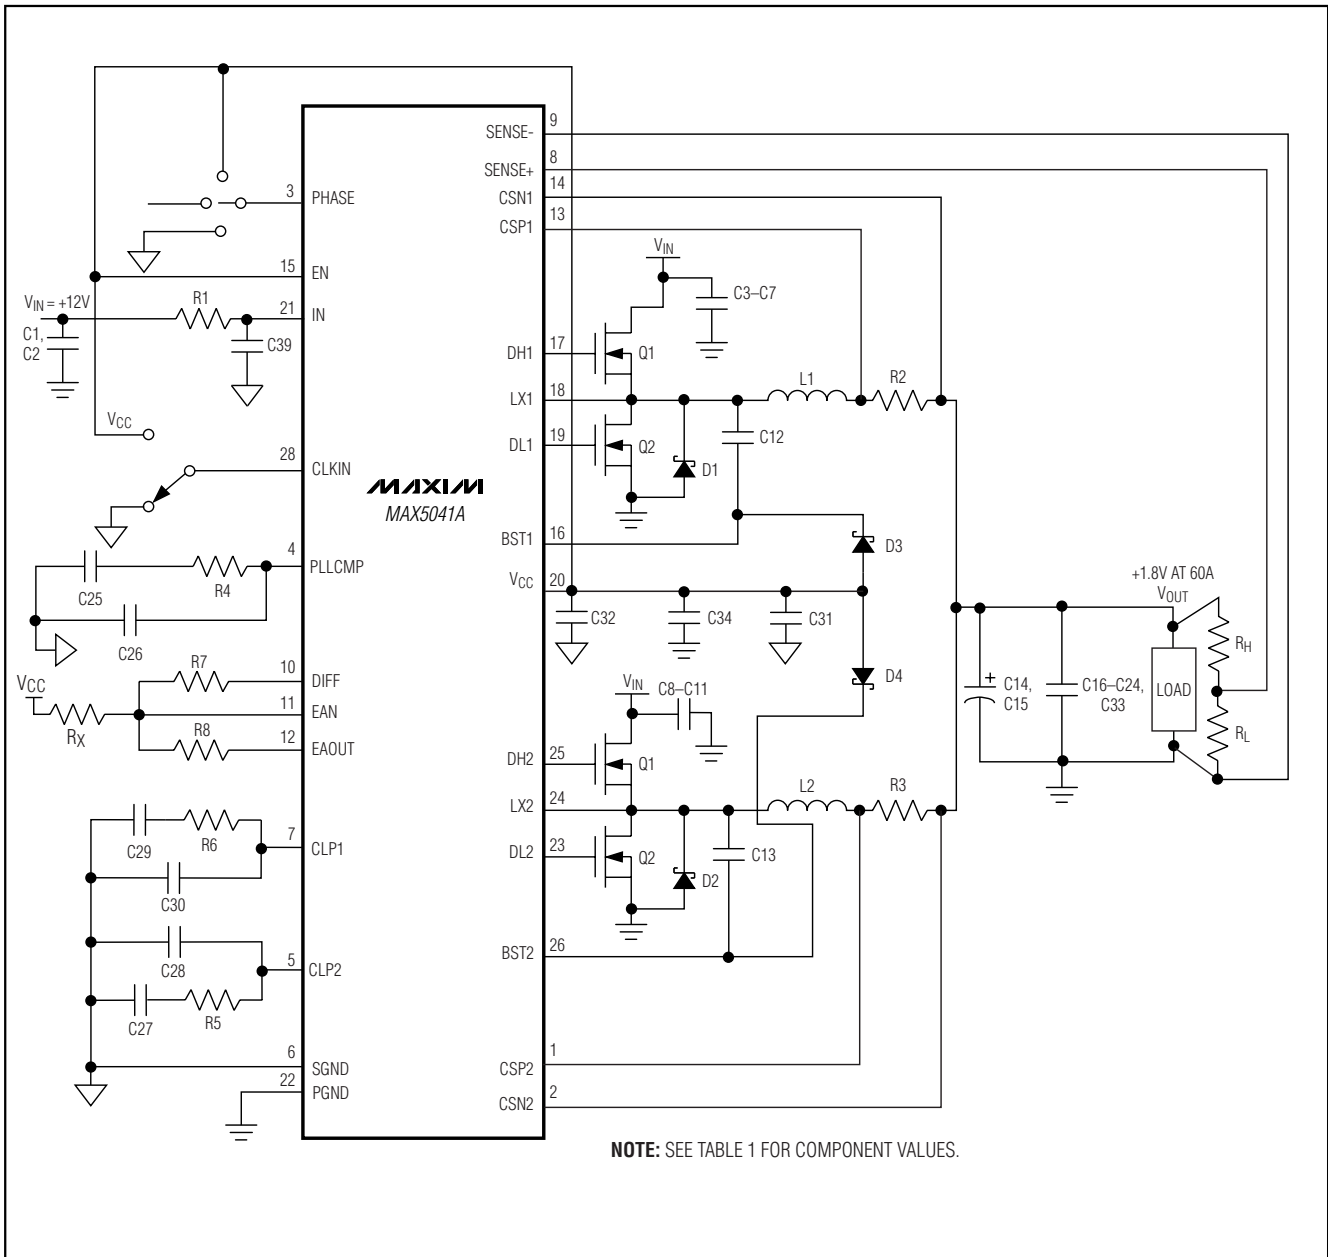 9
SENSE-
8
SENSE+
14
CSN1
13
CSP1
3
PHASE
VIN
15
EN
C3–C7
VIN = +12V
R1
21
IN
C1,
C2
C39
DH1
17
Q1
L1
R2
LX1
18
VCC
C12
DL1
19
Q2
D1
28
CLKIN
MAXIM
MAX5041A
BST1
16
D3
4
PLLCMP
R4
C25
VCC
20
+1.8V AT 60A
VOUT
C32
C34
C31
RH
C26
R7
10
DIFF
VCC
VIN
C8–C11
D4
C14,
C15
C16–C24,
C33
LOAD
11
EAN
RX
R8
12
EAOUT
RL
DH2
25
Q1
L2
R3
LX2
24
C29
R6
7
CLP1
DL2
23
Q2
C13
D2
C30
BST2
26
C28
5
CLP2
C27
R5
6
SGND
1
CSP2
22
PGND
2
CSN2
NOTE: SEE TABLE 1 FOR COMPONENT VALUES.